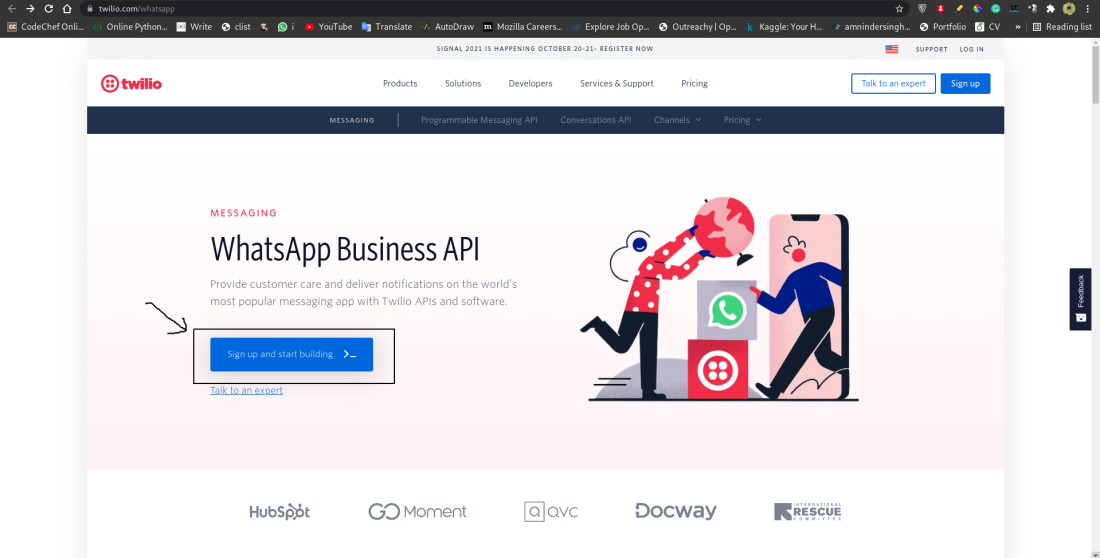 twilio.com/whatsapp
CodeChef Onli... Online Python... Write clist i YouTube Translate AutoDraw Mozilla Careers... Explore Job Op... Outreachy | Op... Kaggle: Your H... amnindersingh... Portfolio CV » Reading list
SIGNAL 2021 IS HAPPENING OCTOBER 20-21- REGISTER NOW
SUPPORT LOG IN
twilio Products Solutions Developers Services & Support Pricing Talk to an expert Sign up
MESSAGING Programmable Messaging API Conversations API Channels Pricing
MESSAGING
WhatsApp Business API
Provide customer care and deliver notifications on the world's
most popular messaging app with Twilio APIs and software.
Feedback
Sign up and start building
Talk to an expert
HubSpot GO Moment QVC Docway INTERNATIONAL
RESCUE
COMMITTEE